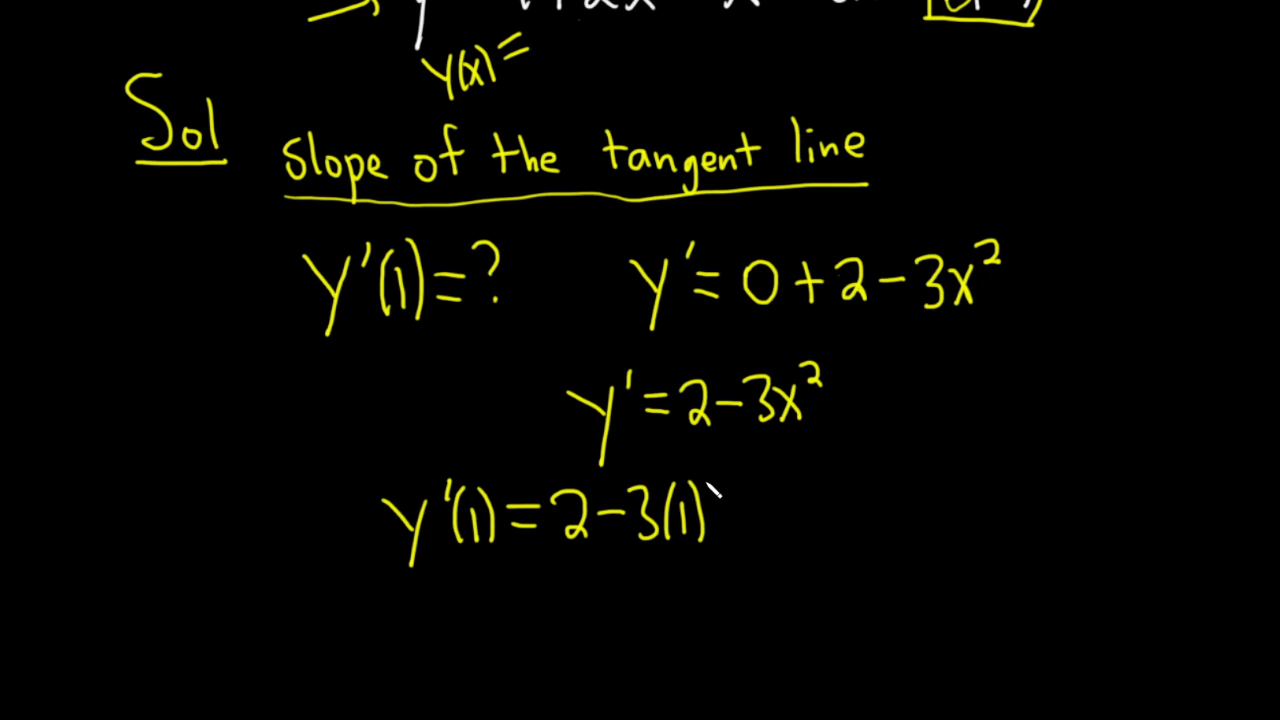 y(x) =
Sol slope of the tangent line
y'(1) = ? y' = 0 + 2 - 3x²
y' = 2 - 3x²
y'(1) = 2 - 3(1)